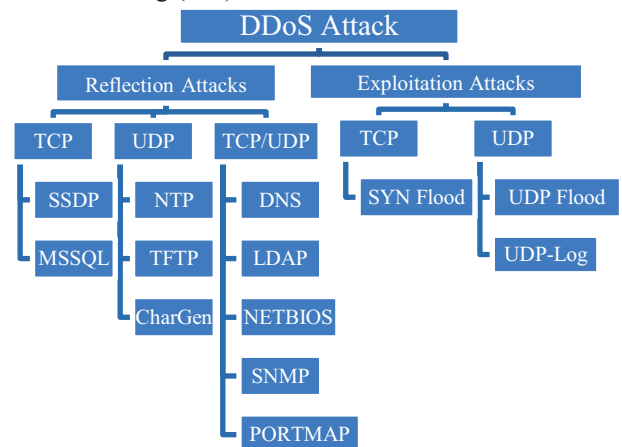 DDoS Attack
Reflection Attacks
Exploitation Attacks
TCP
UDP
TCP/UDP
TCP
UDP
SSDP
NTP
DNS
SYN Flood
UDP Flood
MSSQL
TFTP
LDAP
UDP-Log
CharGen
NETBIOS
SNMP
PORTMAP